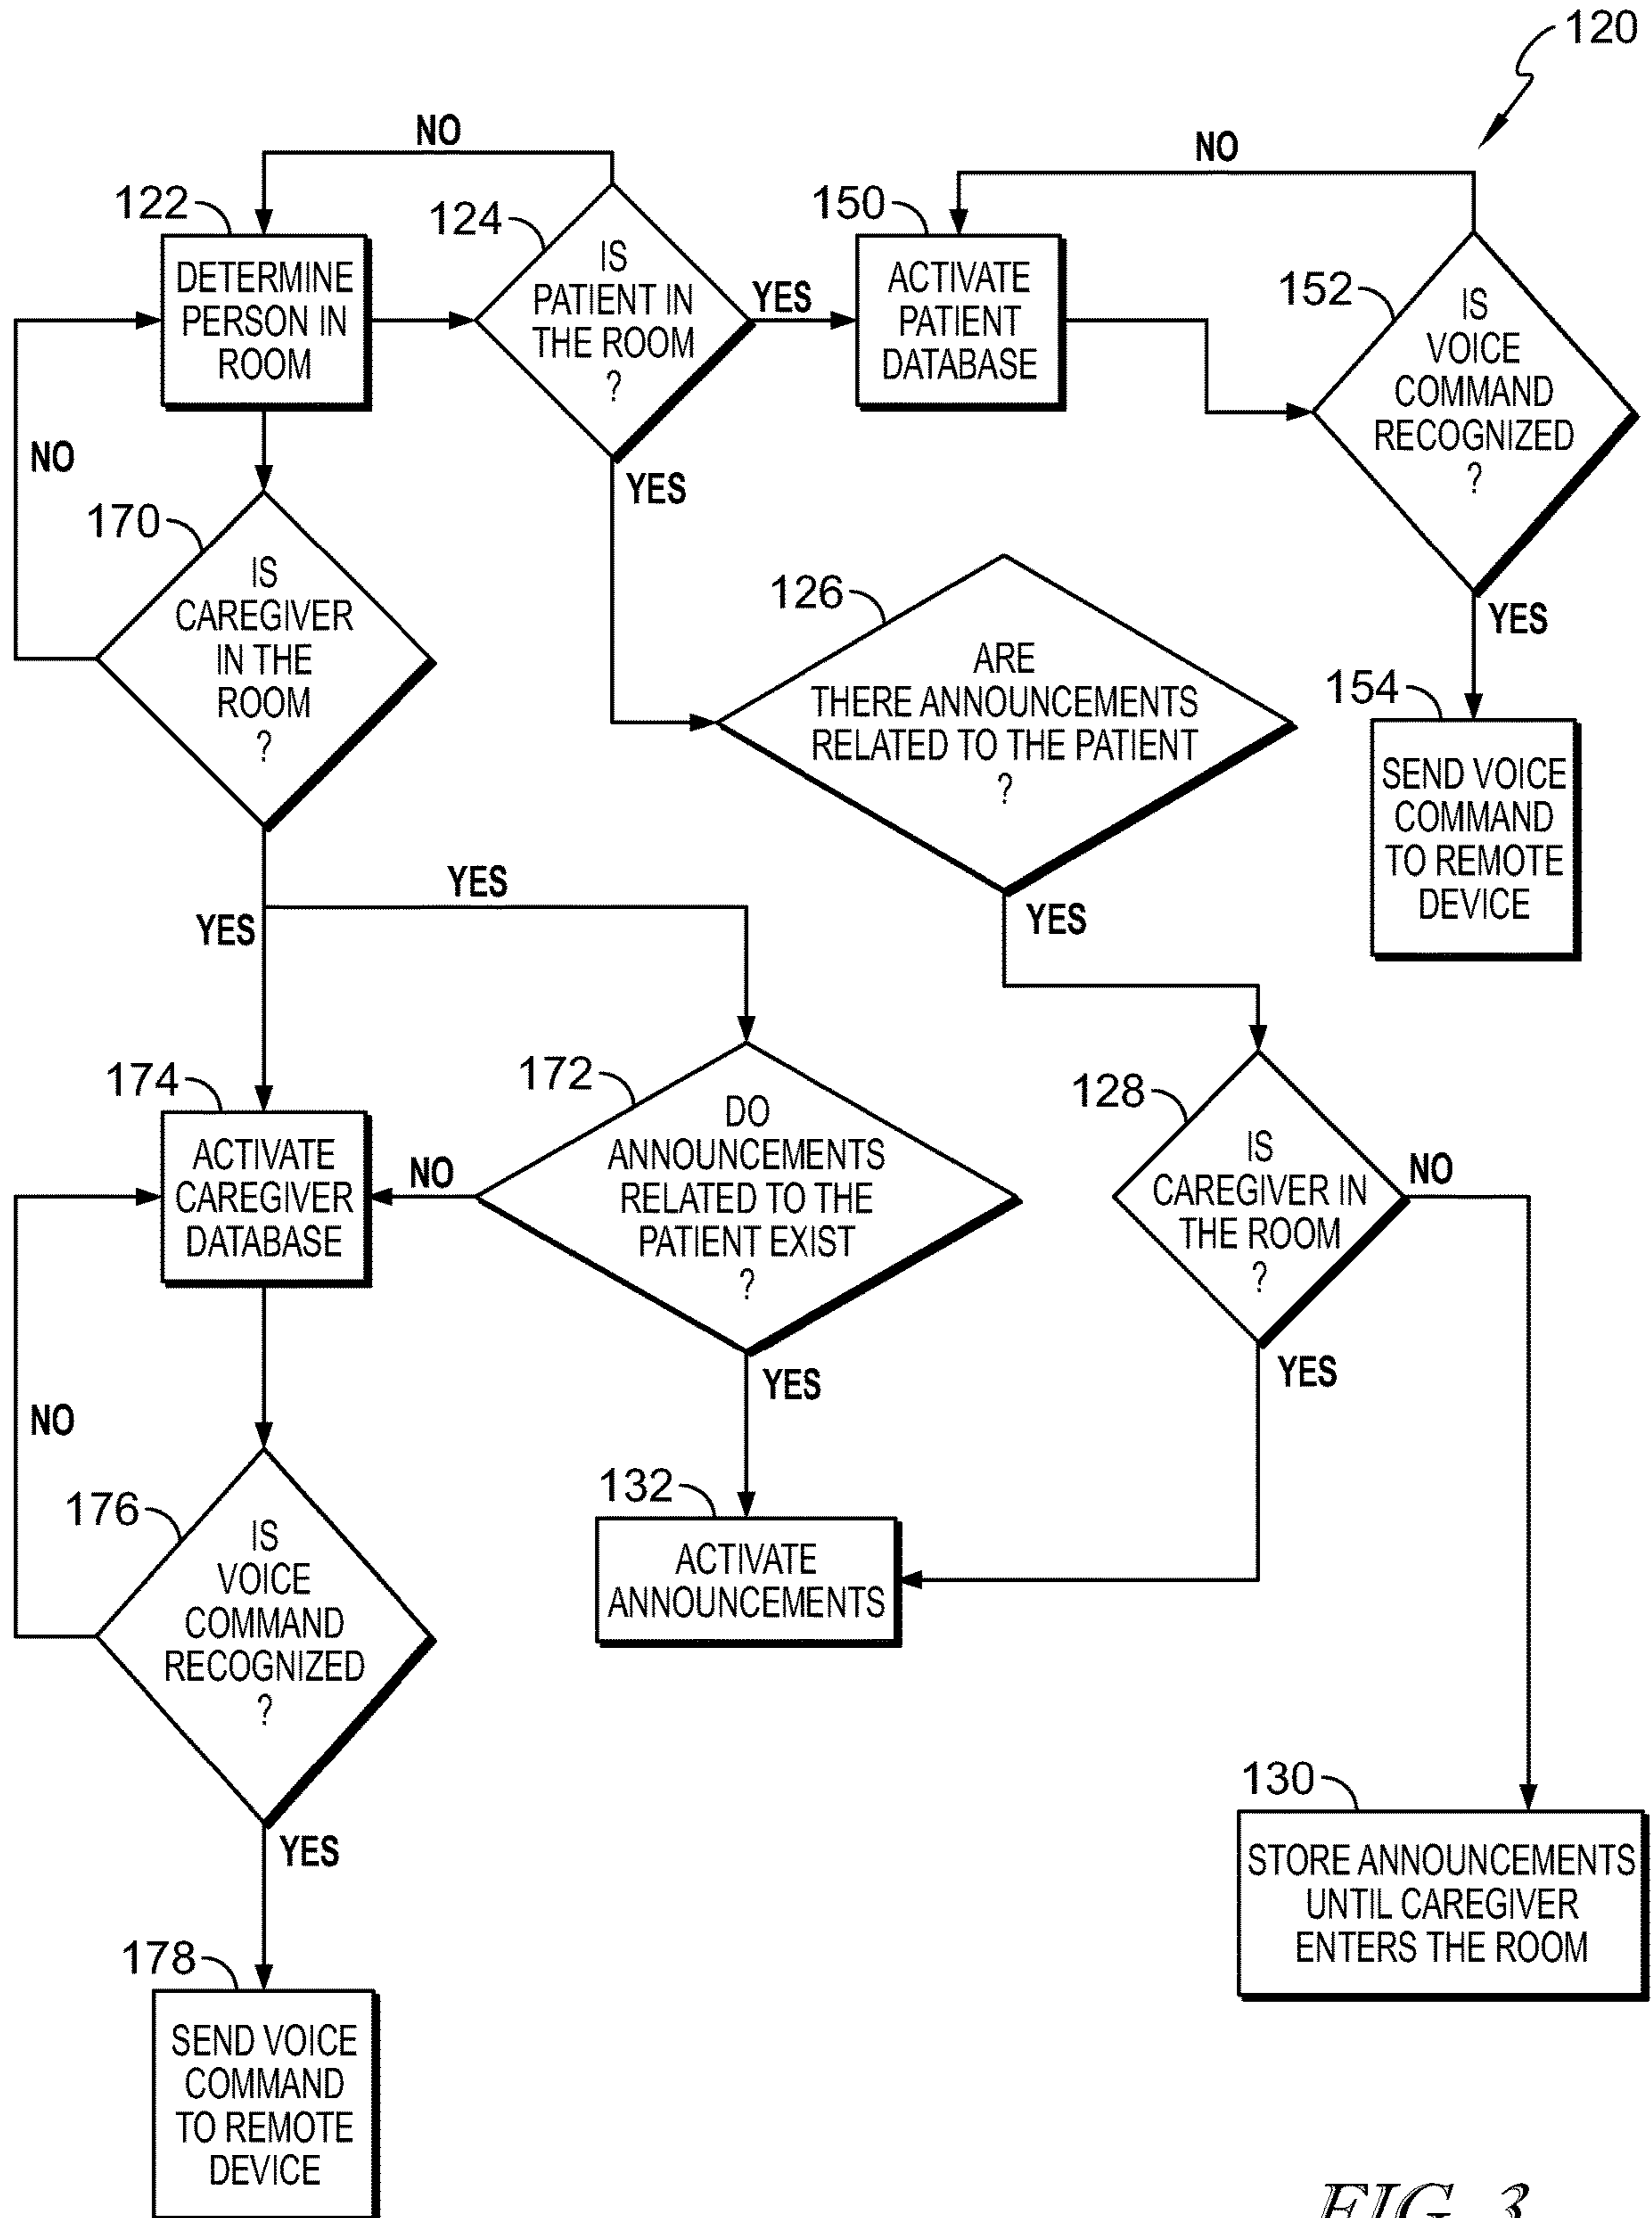 120
NO
NO
122
124
150
DETERMINE
PERSON IN
ROOM
IS
PATIENT IN
THE ROOM
?
YES
ACTIVATE
PATIENT
DATABASE
152
IS
VOICE
COMMAND
RECOGNIZED
?
NO
YES
170
IS
CAREGIVER
IN THE
ROOM
?
126
ARE
THERE ANNOUNCEMENTS
RELATED TO THE PATIENT
?
YES
154
SEND VOICE
COMMAND
TO REMOTE
DEVICE
YES
YES
YES
174
172
128
ACTIVATE
CAREGIVER
DATABASE
NO
DO
ANNOUNCEMENTS
RELATED TO THE
PATIENT EXIST
?
IS
CAREGIVER IN
THE ROOM
?
NO
YES
YES
NO
176
IS
VOICE
COMMAND
RECOGNIZED
?
132
ACTIVATE
ANNOUNCEMENTS
130
STORE ANNOUNCEMENTS
UNTIL CAREGIVER
ENTERS THE ROOM
YES
178
SEND VOICE
COMMAND
TO REMOTE
DEVICE
FIG. 3